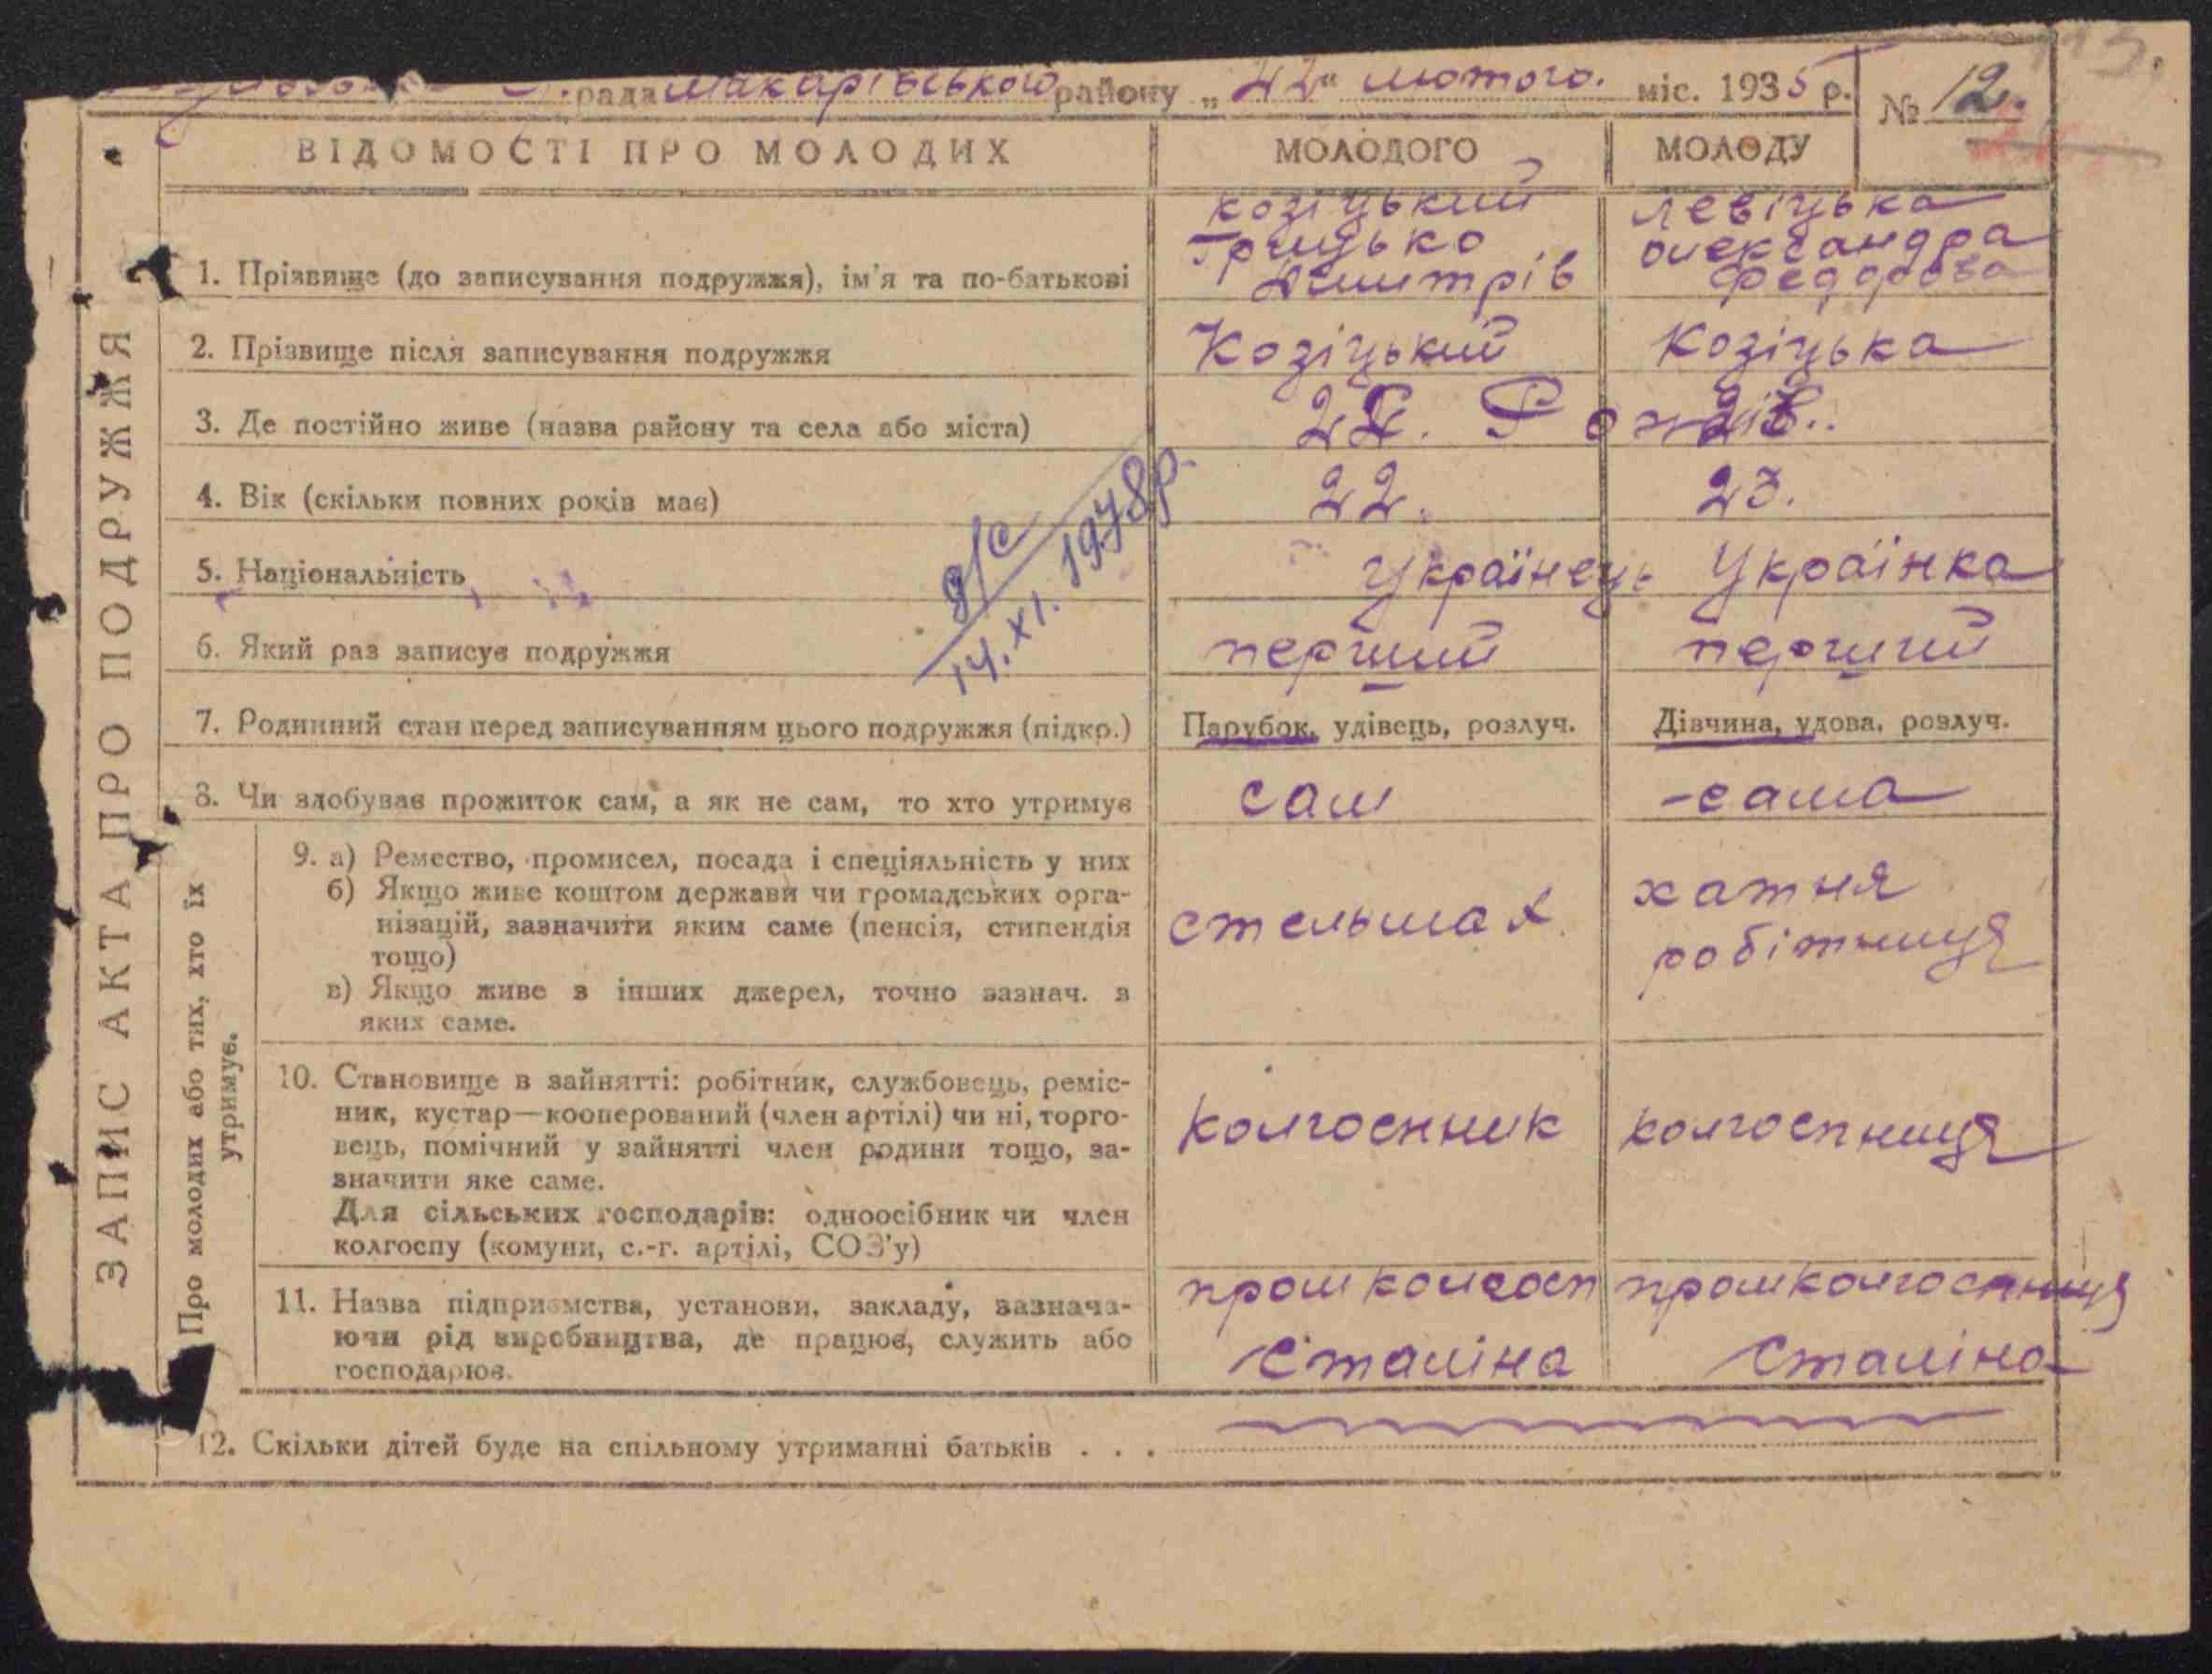 рада Макарівського району „22" лютого. міс. 1935 р. № 12.
ВІДОМОСТІ ПРО МОЛОДИХ МОЛОДОГО МОЛОДУ
ЗАПИС АКТА ПРО ПОДРУЖЖЯ
1. Прізвище (до записування подружжя), ім'я та по-батькові
Козіцький
Грицько
Дмитрів
Левіцька
Олександра
Федорова
2. Прізвище після записування подружжя Козіцький Козіцька
3. Де постійно живе (назва району та села або міста)
4. Вік (скільки повних років має) 22. 23.
5. Національність Українець Українка
6. Який раз записує подружжя перший перший
14. XI. 1978р.
7. Родинний стан перед записуванням цього подружжя (підкр.) Парубок, удівець, розлуч. Дівчина, удова, розлуч.
8. Чи здобував прожиток сам, а як не сам, то хто утримує сам - сама
Про молодих або тих, хто їх
утримує.
9. а) Ремество, промисел, посада і спеціяльність у них
б) Якщо живе коштом держави чи громадських орга-
нізацій, зазначити яким саме (пенсія, стипендія
тощо)
в) Якщо живе з інших джерел, точно зазнач. з
яких саме.
стельмах
хатня
робітниця
10. Становище в зайнятті: робітник, службовець, реміс-
ник, кустар—кооперований (член артілі) чи ні, торго-
вець, помічний у зайнятті член родини тощо, за-
значити яке саме.
Для сільських господарів: одноосібник чи член
колгоспу (комуни, с.-г. артілі, СОЗ'у)
колгоспник колгоспниця
11. Назва підприємства, установи, закладу, зазнача-
ючи рід виробництва, де працює, служить або
господарює.
промколгосп
Сталіна
промколгоспниця
Сталіна
12. Скільки дітей буде на спільному утриманні батьків . . .